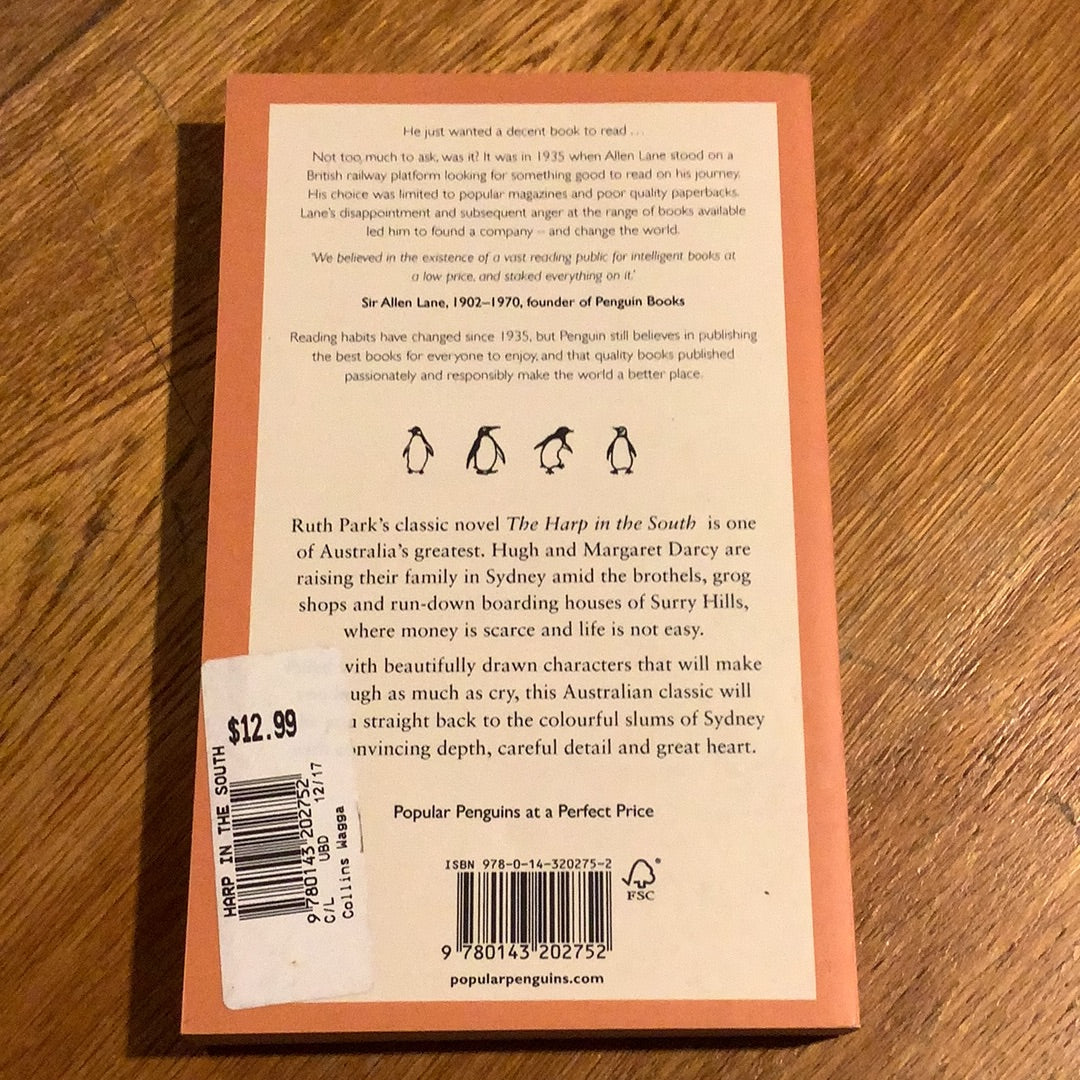 He just wanted a decent book to read ...
Not too much to ask, was it? It was in 1935 when Allen Lane stood on a
British railway platform looking for something good to read on his journey.
His choice was limited to popular magazines and poor quality paperbacks.
Lane's disappointment and subsequent anger at the range of books available
led him to found a company – and change the world.
'We believed in the existence of a vast reading public for intelligent books at
a low price, and staked everything on it.'
Sir Allen Lane, 1902–1970, founder of Penguin Books
Reading habits have changed since 1935, but Penguin still believes in publishing
the best books for everyone to enjoy, and that quality books published
passionately and responsibly make the world a better place.
Ruth Park's classic novel The Harp in the South is one
of Australia's greatest. Hugh and Margaret Darcy are
raising their family in Sydney amid the brothels, grog
shops and run-down boarding houses of Surry Hills,
where money is scarce and life is not easy.
with beautifully drawn characters that will make
as much as cry, this Australian classic will
straight back to the colourful slums of Sydney
depth, careful detail and great heart.
Popular Penguins at a Perfect Price
ISBN 978-0-14-320275-2
FSC
9 780143 202752
popularpenguins.com
$12.99
HARP IN THE SOUTH
9 780143 202752
C/L UBD 12/17
Collins Wagga